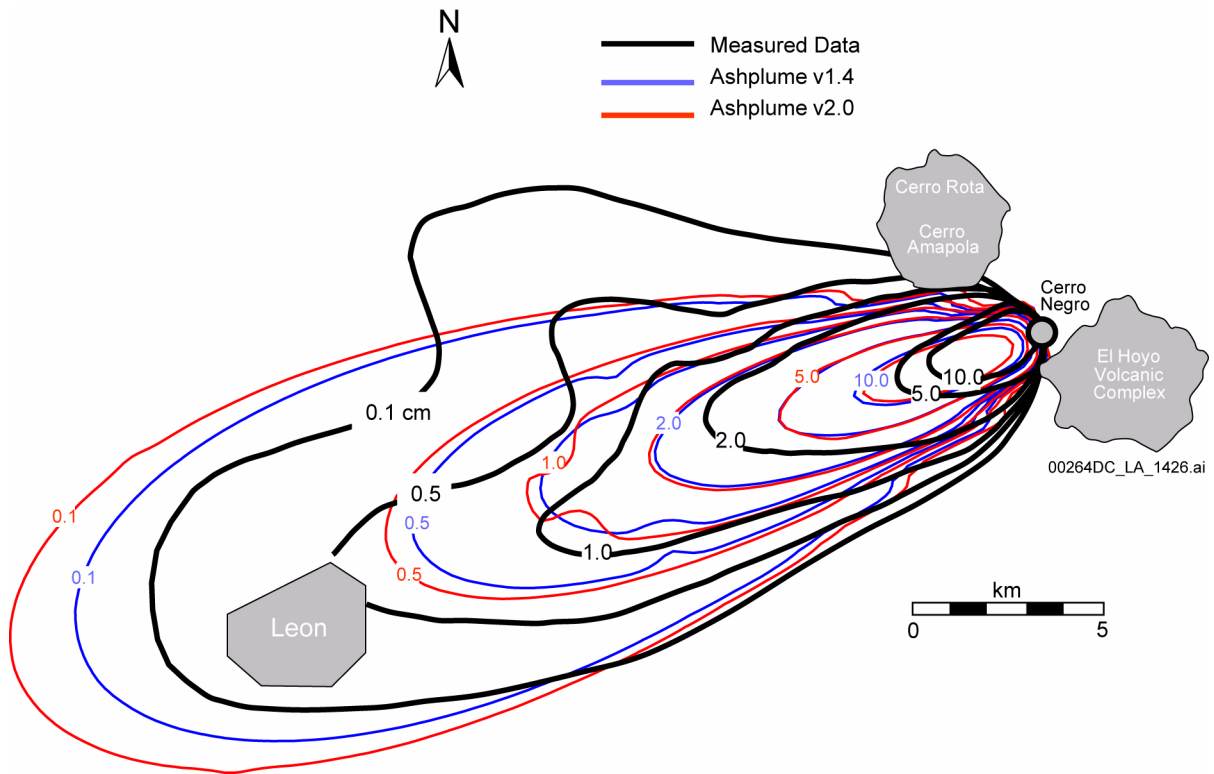 N
Measured Data
Ashplume v1.4
Ashplume v2.0
Cerro Rota
Cerro
Amapola
Cerro
Negro
El Hoyo
Volcanic
Complex
00264DC_LA_1426.ai
5.0
10.0
10.0
5.0
0.1 cm
2.0
2.0
1.0
0.5
0.1
0.5
1.0
0.1
0.5
km
0 5
Leon